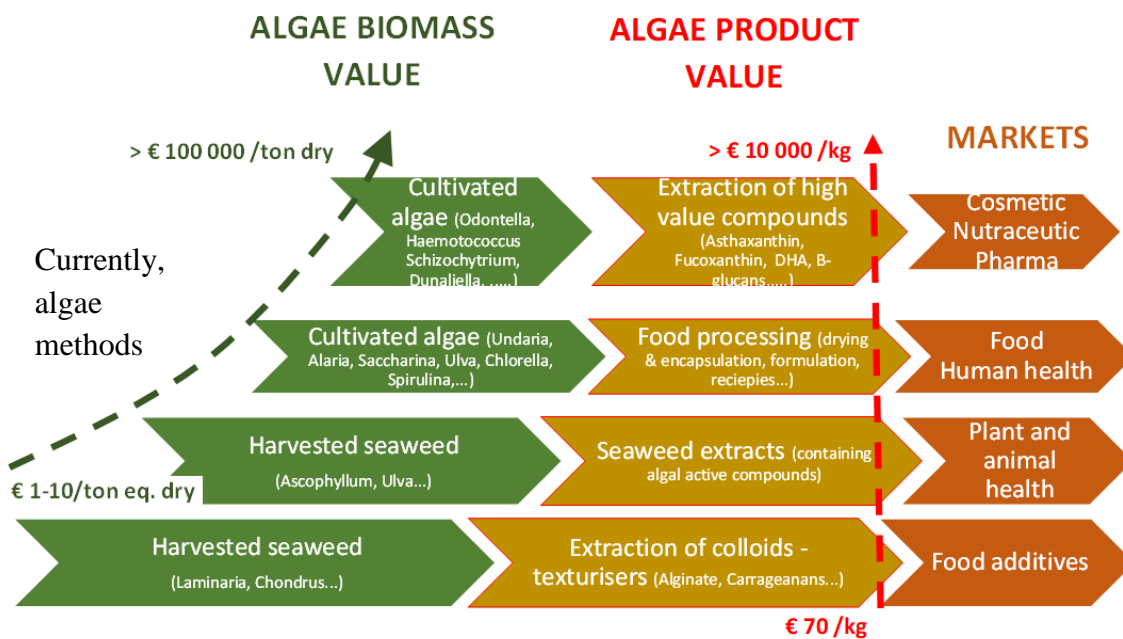 ALGAE BIOMASS
VALUE
ALGAE PRODUCT
VALUE
> € 100 000 /ton dry
> € 10 000 /kg
MARKETS
Cultivated
algae (Odontella,
Haemotococcus
Schizochytrium,
Dunaliella, .....)
Extraction of high
value compounds
(Asthaxanthin,
Fucoxanthin, DHA, B-
glucans.....)
Cosmetic
Nutraceutic
Pharma
Currently,
algae
methods
Cultivated algae (Undaria,
Alaria, Saccharina, Ulva, Chlorella,
Spirulina,...)
Food processing (drying
& encapsulation, formulation,
reciepies...)
Food
Human health
Harvested seaweed
(Ascophyllum, Ulva...)
Seaweed extracts (containing
algal active compounds)
Plant and
animal
health
€ 1-10/ton eq. dry
Harvested seaweed
(Laminaria, Chondrus...)
Extraction of colloids -
texturisers (Alginate, Carrageanans...)
Food additives
€ 70 /kg